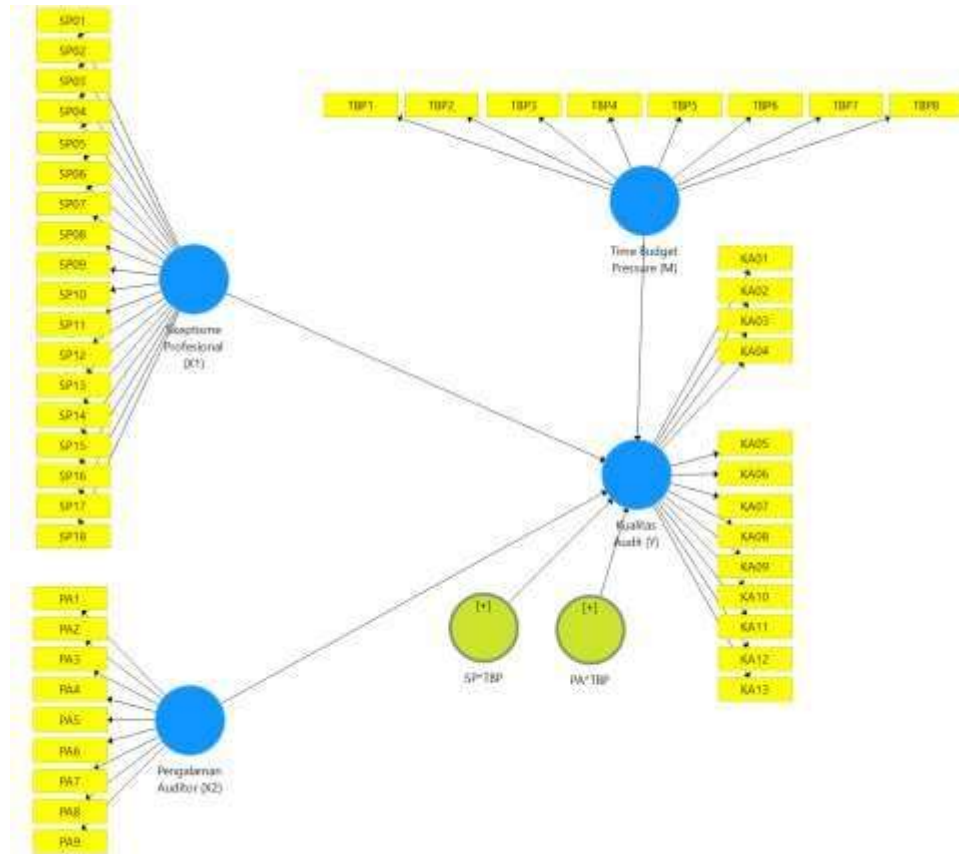 SP01
SP02
SP03
SP04
SP05
SP06
SP07
SP08
SP09
SP10
SP11
SP12
SP13
SP14
SP15
SP16
SP17
SP18
Skeptisme
Profesional
(X1)
TBP1
TBP2
TBP3
TBP4
TBP5
TBP6
TBP7
TBP8
Time Budget
Pressure (M)
KA01
KA02
KA03
KA04
KA05
KA06
KA07
KA08
KA09
KA10
KA11
KA12
KA13
Kualitas
Audit (Y)
[+]
SP*TBP
[+]
PA*TBP
PA1
PA2
PA3
PA4
PA5
PA6
PA7
PA8
PA9
Pengalaman
Auditor (X2)